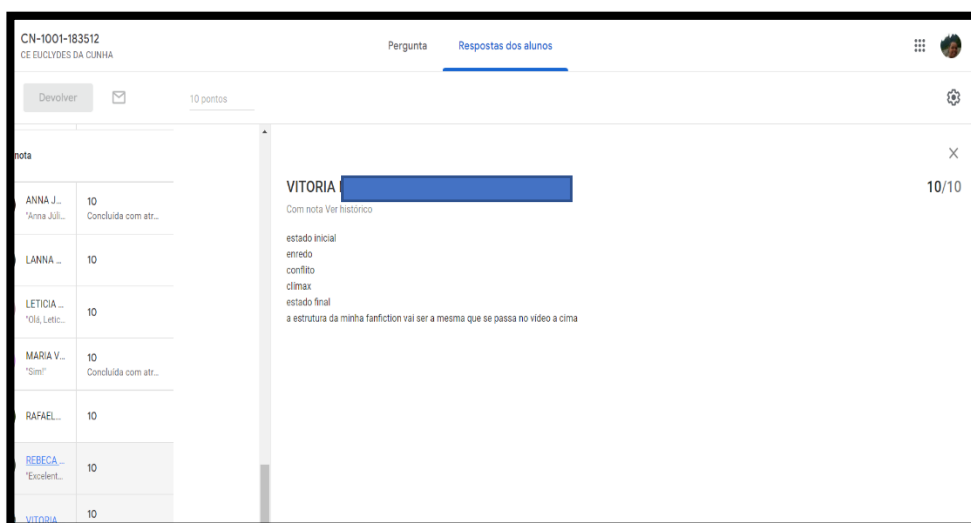 CN-1001-183512
CE EUCLYDES DA CUNHA
Pergunta
Respostas dos alunos
Devolver
10 pontos
nota
ANNA J...
"Anna Júli...
10
Concluída com atr...
LANNA ...
10
LETICIA ...
"Olá, Letic...
10
MARIA V...
"Sim!"
10
Concluída com atr...
RAFAEL...
10
REBECA ...
"Excelent...
10
VITORIA
10
VITORIA
10/10
Com nota Ver histórico
estado inicial
enredo
conflito
clímax
estado final
a estrutura da minha fanfiction vai ser a mesma que se passa no vídeo a cima